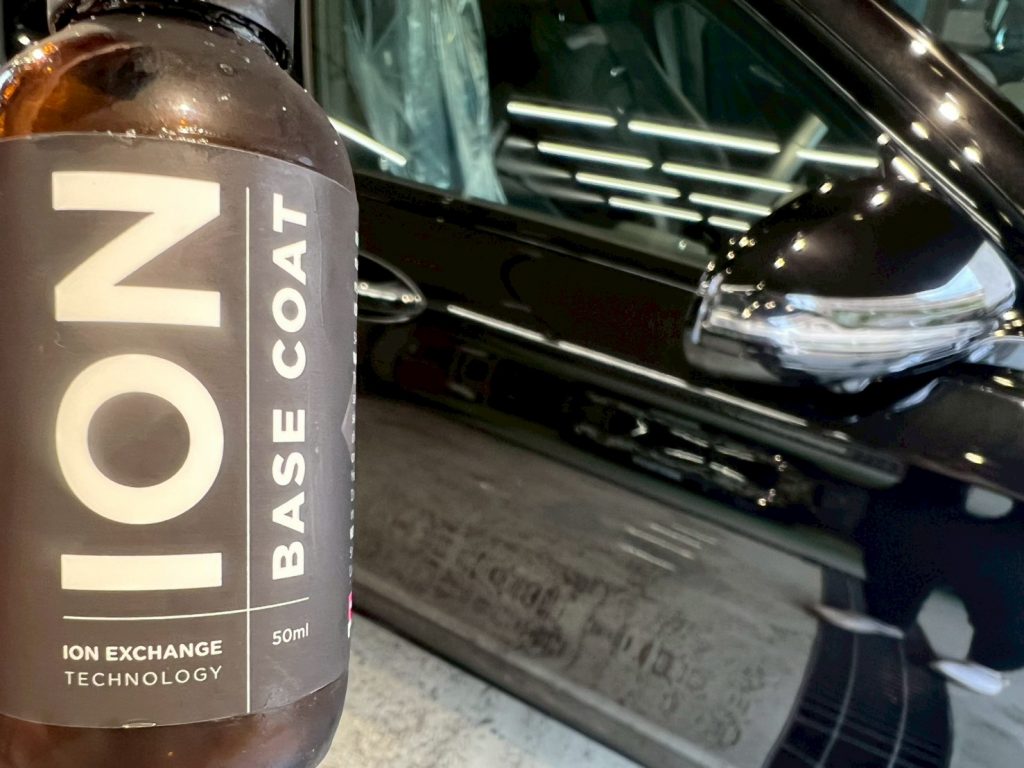 ION
BASE COAT
ION EXCHANGE
TECHNOLOGY
50ml